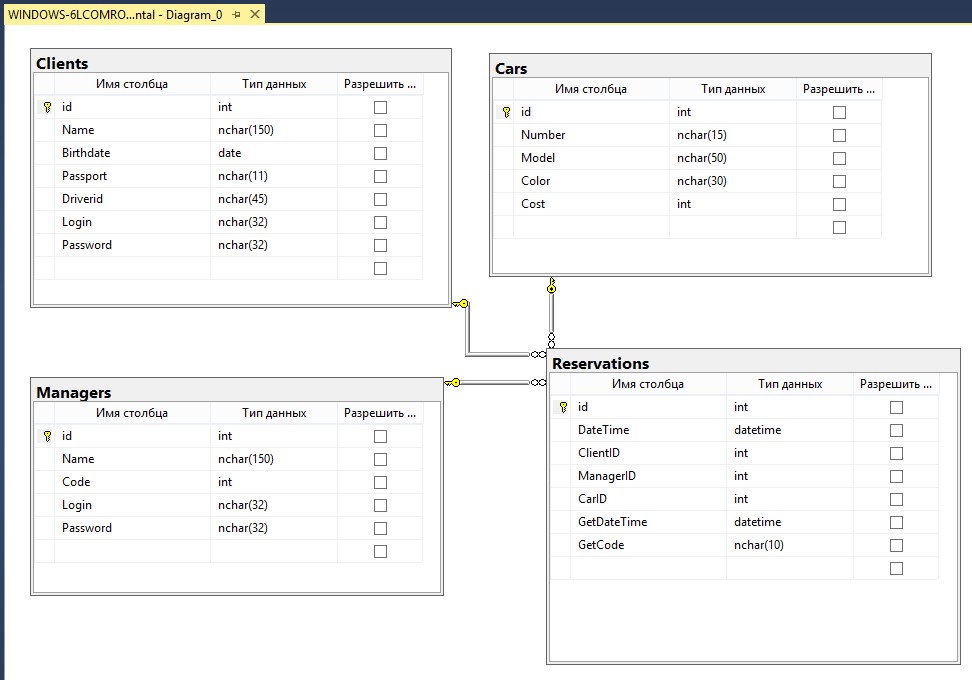 WINDOWS-6LCOMRO...ntal - Diagram_0
Clients
Имя столбца Тип данных Разрешить ...
id int
Name nchar(150)
Birthdate date
Passport nchar(11)
Driverid nchar(45)
Login nchar(32)
Password nchar(32)
Cars
Имя столбца Тип данных Разрешить ...
id int
Number nchar(15)
Model nchar(50)
Color nchar(30)
Cost int
Managers
Имя столбца Тип данных Разрешить ...
id int
Name nchar(150)
Code int
Login nchar(32)
Password nchar(32)
Reservations
Имя столбца Тип данных Разрешить ...
id int
DateTime datetime
ClientID int
ManagerID int
CarID int
GetDateTime datetime
GetCode nchar(10)